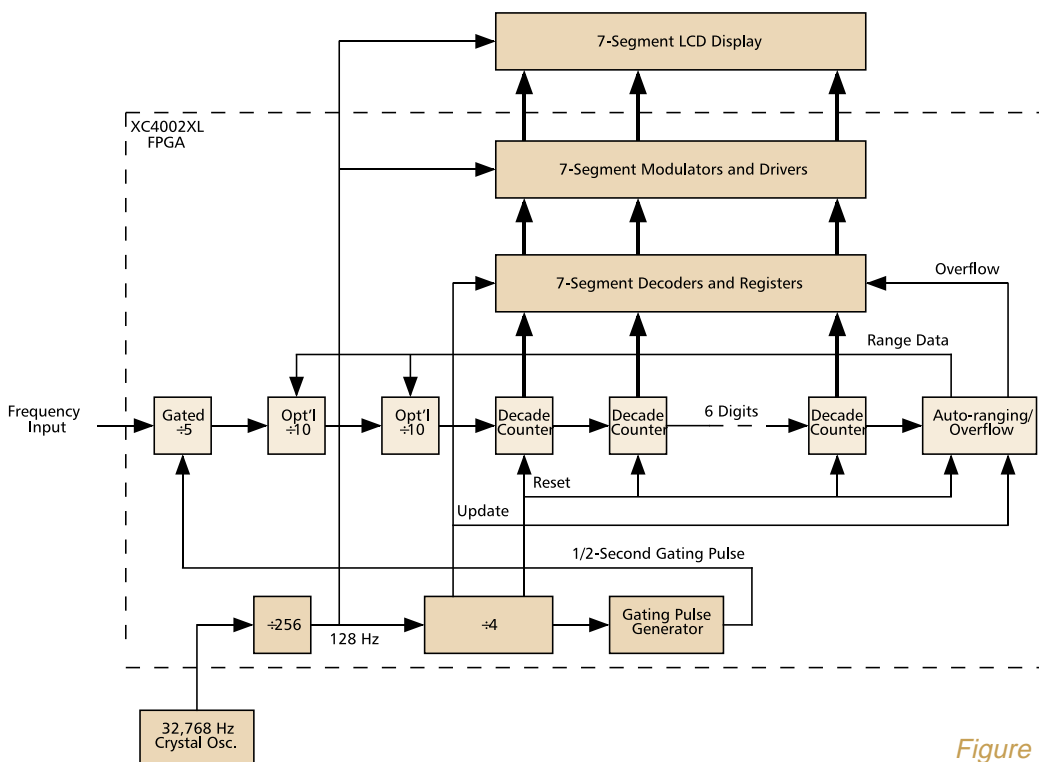 7-Segment LCD Display
XC4002XL
FPGA
7-Segment Modulators and Drivers
7-Segment Decoders and Registers
Overflow
Range Data
Frequency
Input
Gated
÷5
Opt'l
÷10
Opt'l
÷10
Decade
Counter
Decade
Counter
6 Digits
Decade
Counter
Auto-ranging/
Overflow
Reset
Update
1/2-Second Gating Pulse
÷256
128 Hz
÷4
Gating Pulse
Generator
32,768 Hz
Crystal Osc.
Figure